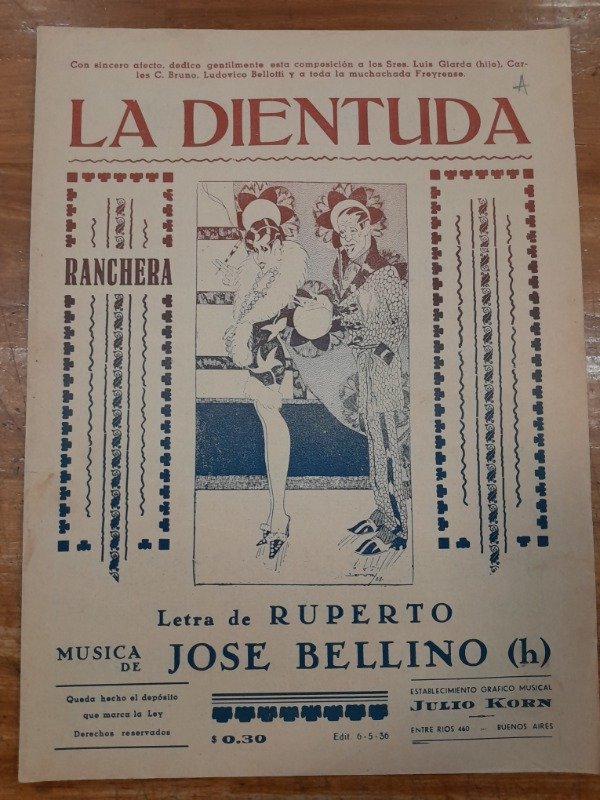 Con sincero afecto, dedico gentilmente esta composición a los Sres. Luis Giarda (hijo), Car-
los C. Bruno, Ludovico Bellotti y a toda la muchachada Freyrense.
A
LA DIENTUDA
RANCHERA
Letra de RUPERTO
MUSICA DE JOSE BELLINO (h)
Queda hecho el depósito
que marca la Ley
Derechos reservados
$ 0.30
Edit. 6-5-36
ESTABLECIMIENTO GRAFICO MUSICAL
JULIO KORN
ENTRE RIOS 460 — BUENOS AIRES